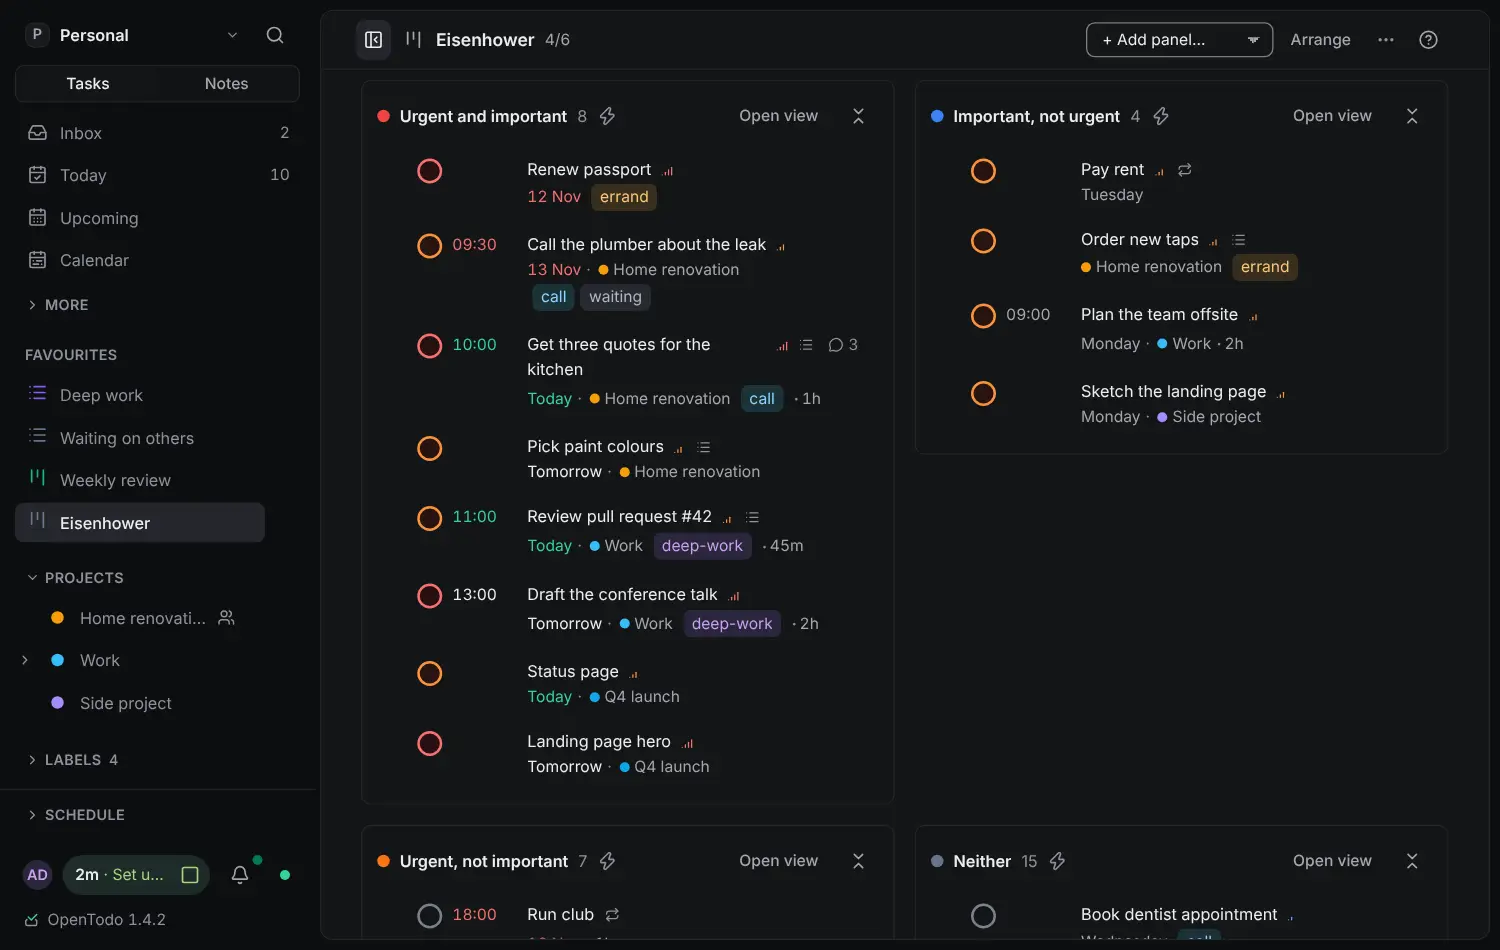 P Personal
Tasks Notes
Inbox 2
Today 10
Upcoming
Calendar
MORE
FAVOURITES
Deep work
Waiting on others
Weekly review
Eisenhower
PROJECTS
Home renovati...
Work
Side project
LABELS 4
SCHEDULE
AD 2m · Set u...
OpenTodo 1.4.2
Eisenhower 4/6
+ Add panel...
Arrange
Urgent and important 8 Open view
Renew passport
12 Nov errand
09:30 Call the plumber about the leak
13 Nov · Home renovation
call waiting
10:00 Get three quotes for the 3
kitchen
Today · Home renovation call · 1h
Pick paint colours
Tomorrow · Home renovation
11:00 Review pull request #42
Today · Work deep-work · 45m
13:00 Draft the conference talk
Tomorrow · Work deep-work · 2h
Status page
Today · Q4 launch
Landing page hero
Tomorrow · Q4 launch
Important, not urgent 4 Open view
Pay rent
Tuesday
Order new taps
Home renovation errand
09:00 Plan the team offsite
Monday · Work · 2h
Sketch the landing page
Monday · Side project
Urgent, not important 7 Open view
18:00 Run club
Neither 15 Open view
Book dentist appointment
Wednesday call